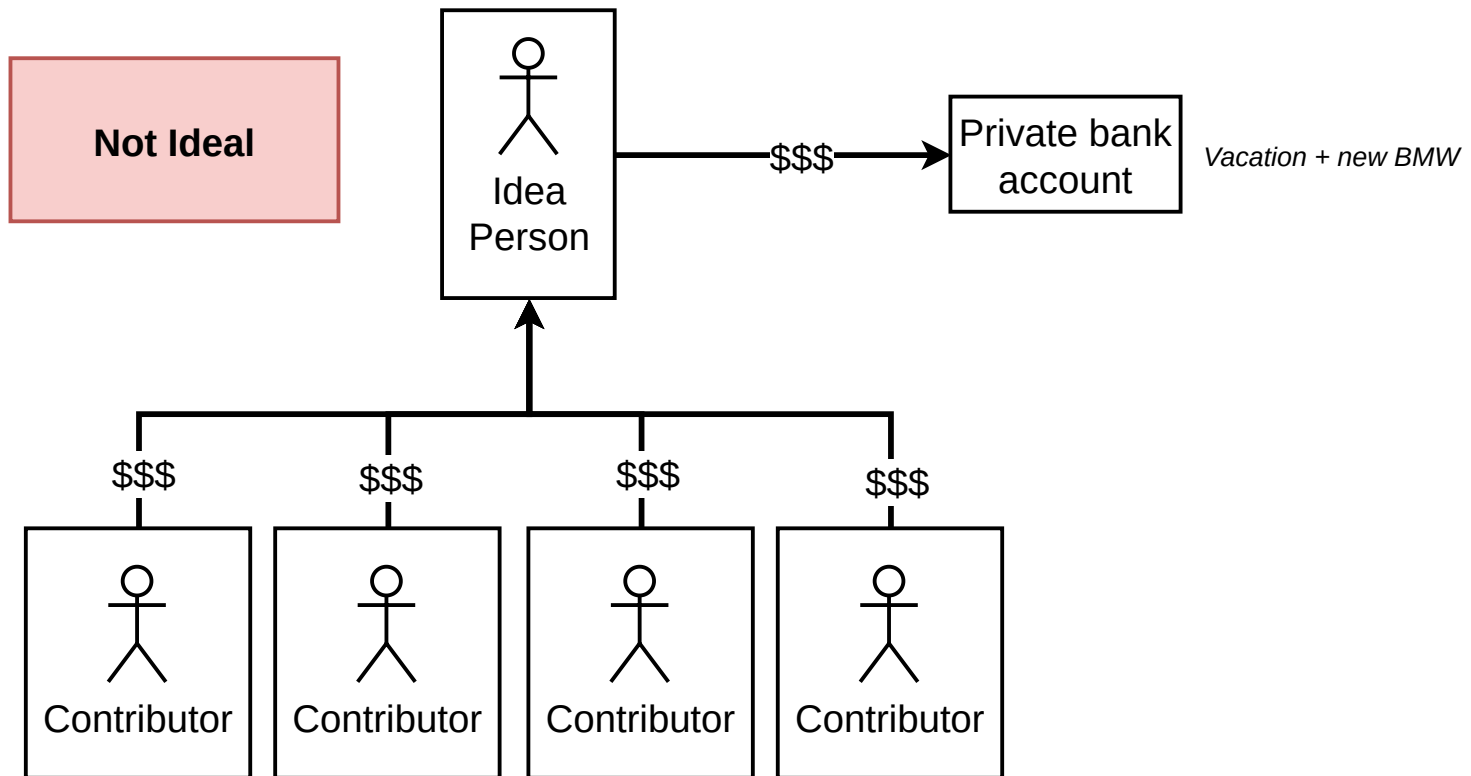 Not Ideal
Idea
Person
$$$
Private bank
account
Vacation + new BMW
$$$
$$$
$$$
$$$
Contributor
Contributor
Contributor
Contributor